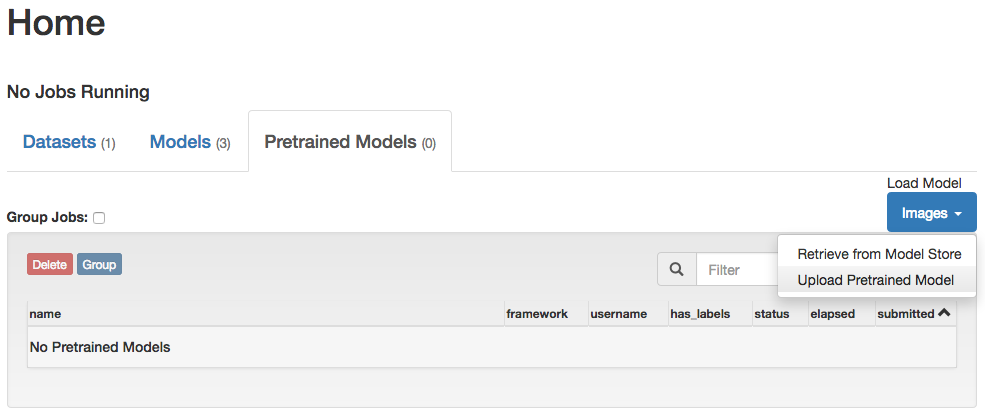 Home
No Jobs Running
Datasets (1) Models (3) Pretrained Models (0)
Load Model
Group Jobs: Images
Delete Group Filter Retrieve from Model Store
Upload Pretrained Model
name framework username has_labels status elapsed submitted
No Pretrained Models